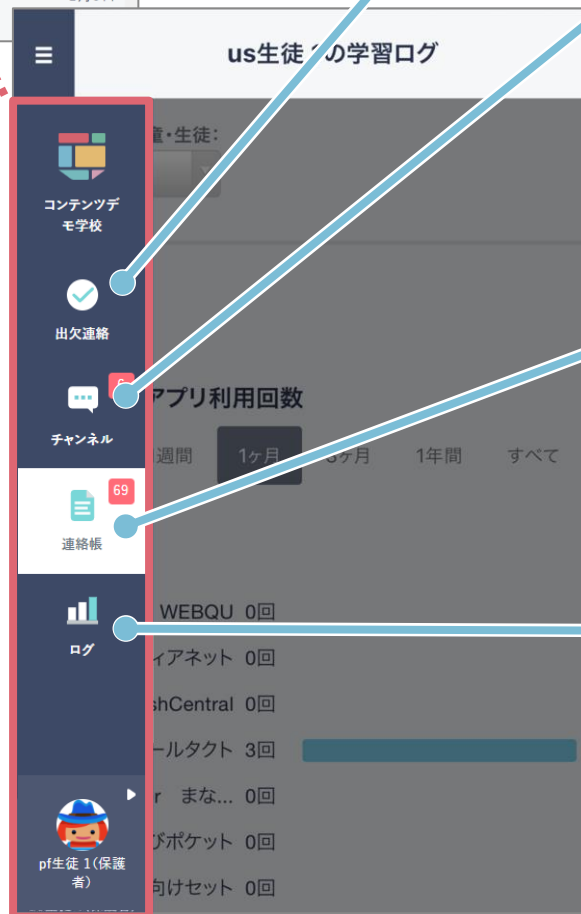 us生徒 1の学習ログ
童・生徒:
コンテンツデ
モ学校
出欠連絡
アプリ利用回数
チャンネル
週間 1ヶ月 3ヶ月 1年間 すべて
69
連絡帳
WEBQU 0回
ログ
ィアネット 0回
shCentral 0回
ールタクト 3回
r まな... 0回
びポケット 0回
pf生徒 1(保護
者)
向けセット 0回